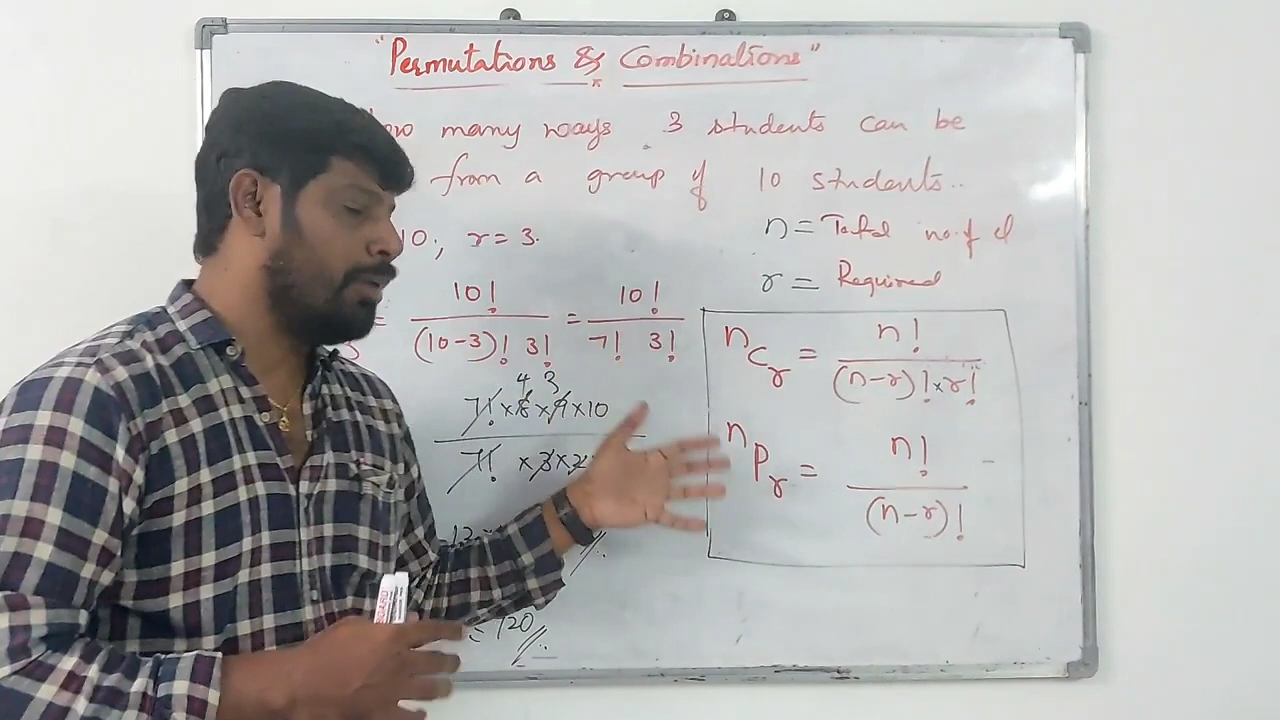 "Permutations & Combinations"
many ways 3 students can be
from a group of 10 students..
10; r=3.
n = Total no. of
r = Required
= 10! / (10-3)! 3! = 10! / 7! 3!
4 3
7! × 8 × 9 × 10
7! × 3 × 2
= 120
nCr = n! / (n-r)! × r!
nPr = n! / (n-r)!